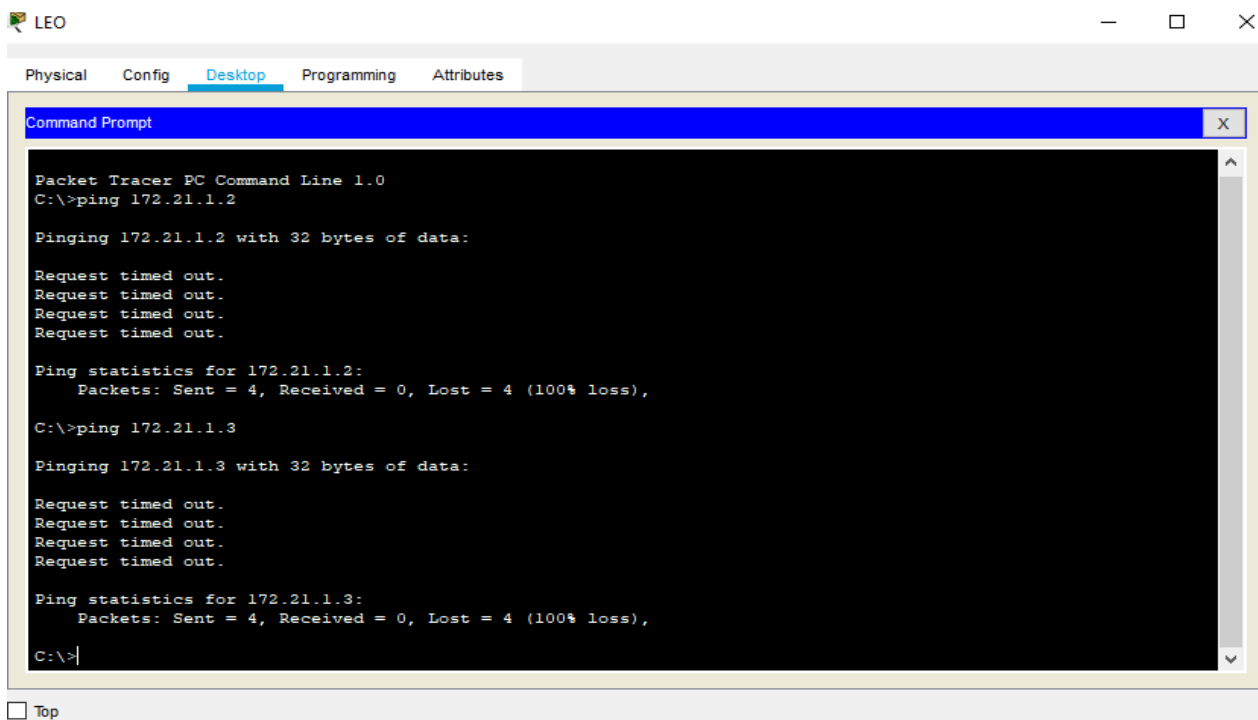 LEO
Physical Config Desktop Programming Attributes
Command Prompt
X
Packet Tracer PC Command Line 1.0
C:\>ping 172.21.1.2
Pinging 172.21.1.2 with 32 bytes of data:
Request timed out.
Request timed out.
Request timed out.
Request timed out.
Ping statistics for 172.21.1.2:
Packets: Sent = 4, Received = 0, Lost = 4 (100% loss),
C:\>ping 172.21.1.3
Pinging 172.21.1.3 with 32 bytes of data:
Request timed out.
Request timed out.
Request timed out.
Request timed out.
Ping statistics for 172.21.1.3:
Packets: Sent = 4, Received = 0, Lost = 4 (100% loss),
C:\>
Top